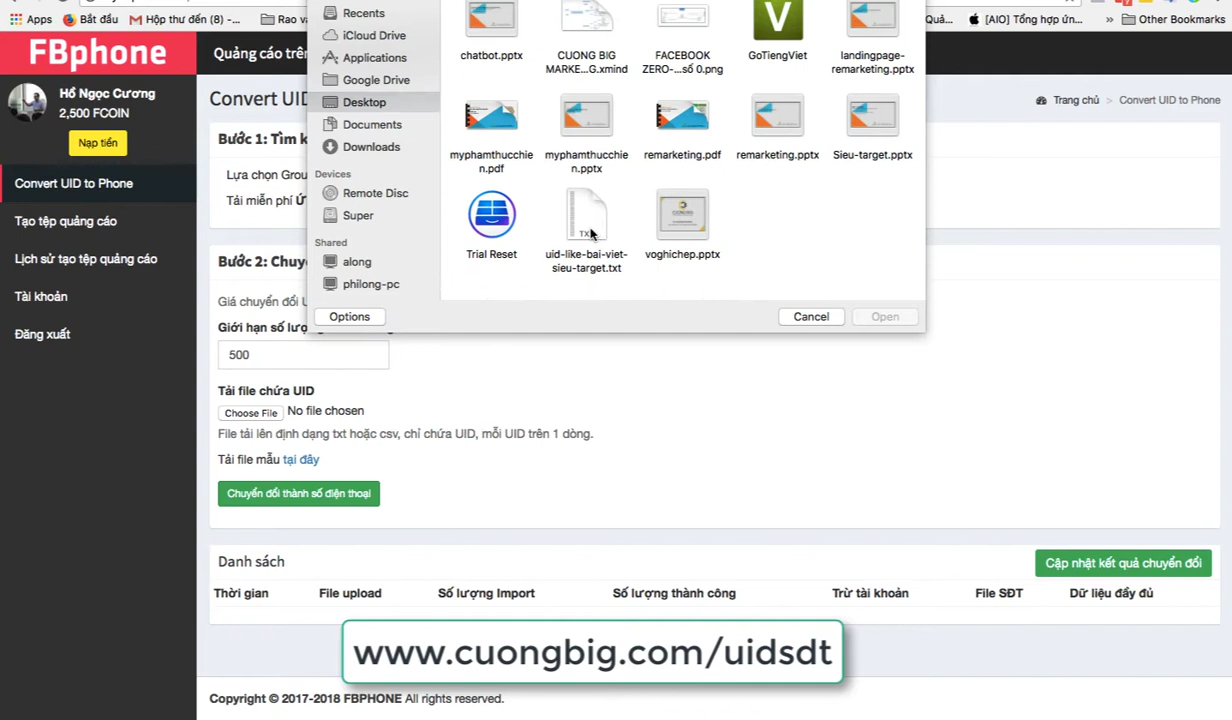 Apps
Bắt đầu
Hộp thư đến (54) -...
Rao v
Quả...
[AIO] Tổng hợp ứn...
»
Other Bookmarks
FBphone
Quảng cáo trên
Hồ Ngọc Cương
2,500 FCOIN
Nạp tiền
Convert UID to Phone
Tạo tệp quảng cáo
Lịch sử tạo tệp quảng cáo
Tài khoản
Đăng xuất
Convert UID
Trang chủ / Convert UID to Phone
Bước 1: Tìm k
Lựa chọn Grou
Tải miễn phí Ứ
Recents
iCloud Drive
Applications
Google Drive
Desktop
Documents
Downloads
Devices
Remote Disc
Super
Shared
along
philong-pc
chatbot.pptx
CUONG BIG
MARKE...G.xmind
FACEBOOK
ZERO-...số 0.png
GoTiengViet
landingpage-
remarketing.pptx
myphamthucchie
n.pdf
myphamthucchie
n.pptx
remarketing.pdf
remarketing.pptx
Sieu-target.pptx
Trial Reset
TX
uid-like-bai-viet-
sieu-target.txt
voghichep.pptx
Options
Cancel
Open
Bước 2: Chuy
Giá chuyển đổi U
Giới hạn số lượ
500
Tải file chứa UID
Choose File No file chosen
File tải lên định dạng txt hoặc csv, chỉ chứa UID, mỗi UID trên 1 dòng.
Tải file mẫu tại đây
Chuyển đổi thành số điện thoại
Danh sách
Cập nhật kết quả chuyển đổi
Thời gian
File upload
Số lượng Import
Số lượng thành công
Trừ tài khoản
File SĐT
Dữ liệu đầy đủ
www.cuongbig.com/uidsdt
Copyright © 2017-2018 FBPHONE All rights reserved.